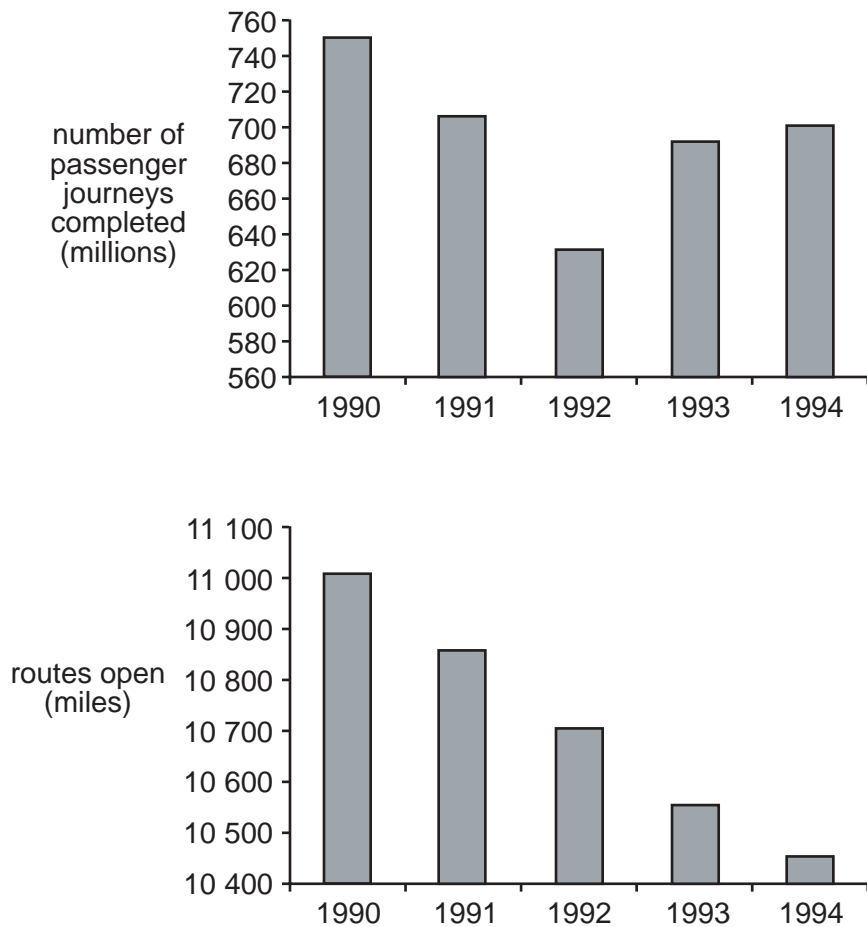 760
740
720
700
680
660
640
620
600
580
560
number of
passenger
journeys
completed
(millions)
1990 1991 1992 1993 1994
11 100
11 000
10 900
10 800
10 700
10 600
10 500
10 400
routes open
(miles)
1990 1991 1992 1993 1994